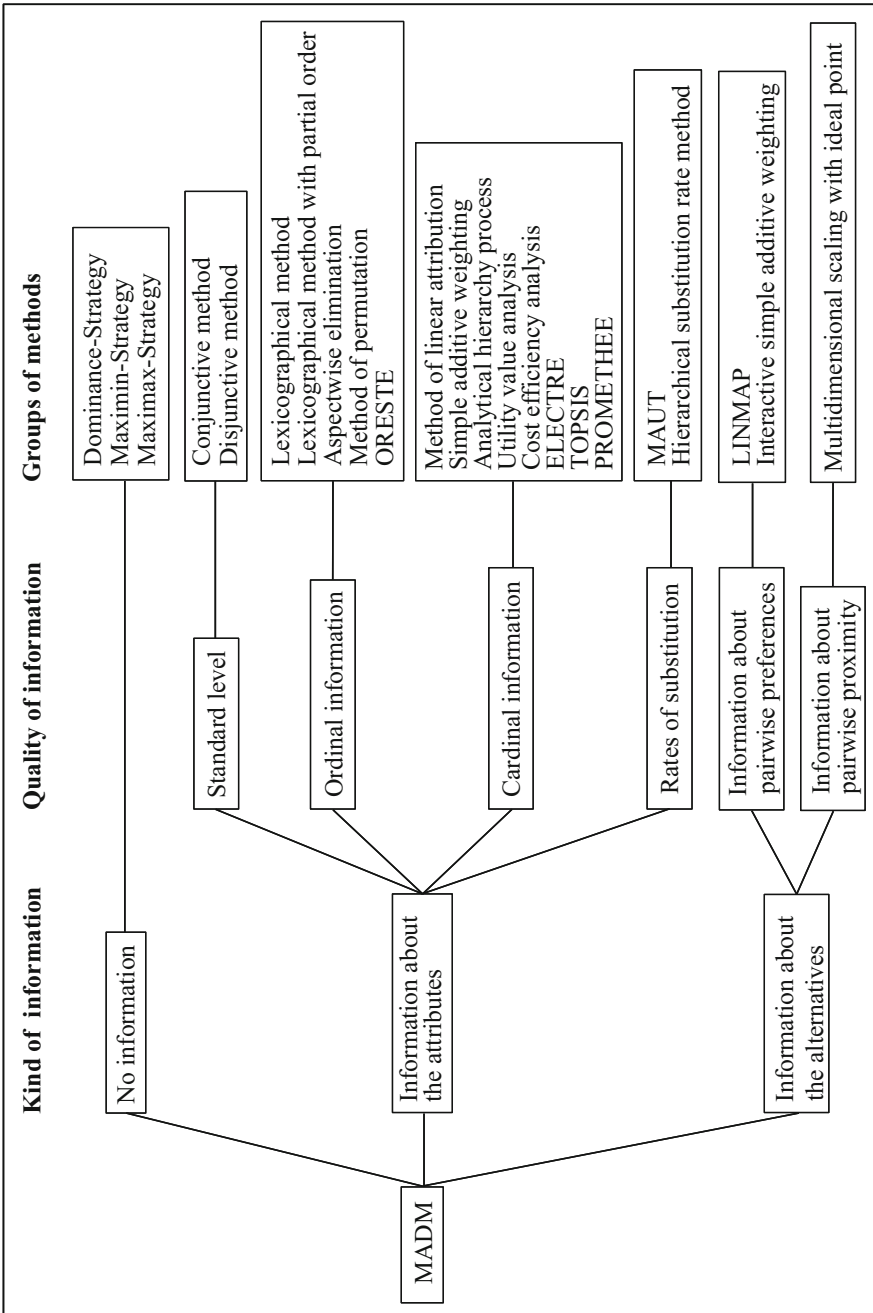 Kind of information
Quality of information
Groups of methods
MADM
No information
Dominance-Strategy
Maximin-Strategy
Maximax-Strategy
Information about
the attributes
Standard level
Conjunctive method
Disjunctive method
Ordinal information
Lexicographical method
Lexicographical method with partial order
Aspectwise elimination
Method of permutation
ORESTE
Cardinal information
Method of linear attribution
Simple additive weighting
Analytical hierarchy process
Utility value analysis
Cost efficiency analysis
ELECTRE
TOPSIS
PROMETHEE
Rates of substitution
MAUT
Hierarchical substitution rate method
Information about
the alternatives
Information about
pairwise preferences
LINMAP
Interactive simple additive weighting
Information about
pairwise proximity
Multidimensional scaling with ideal point